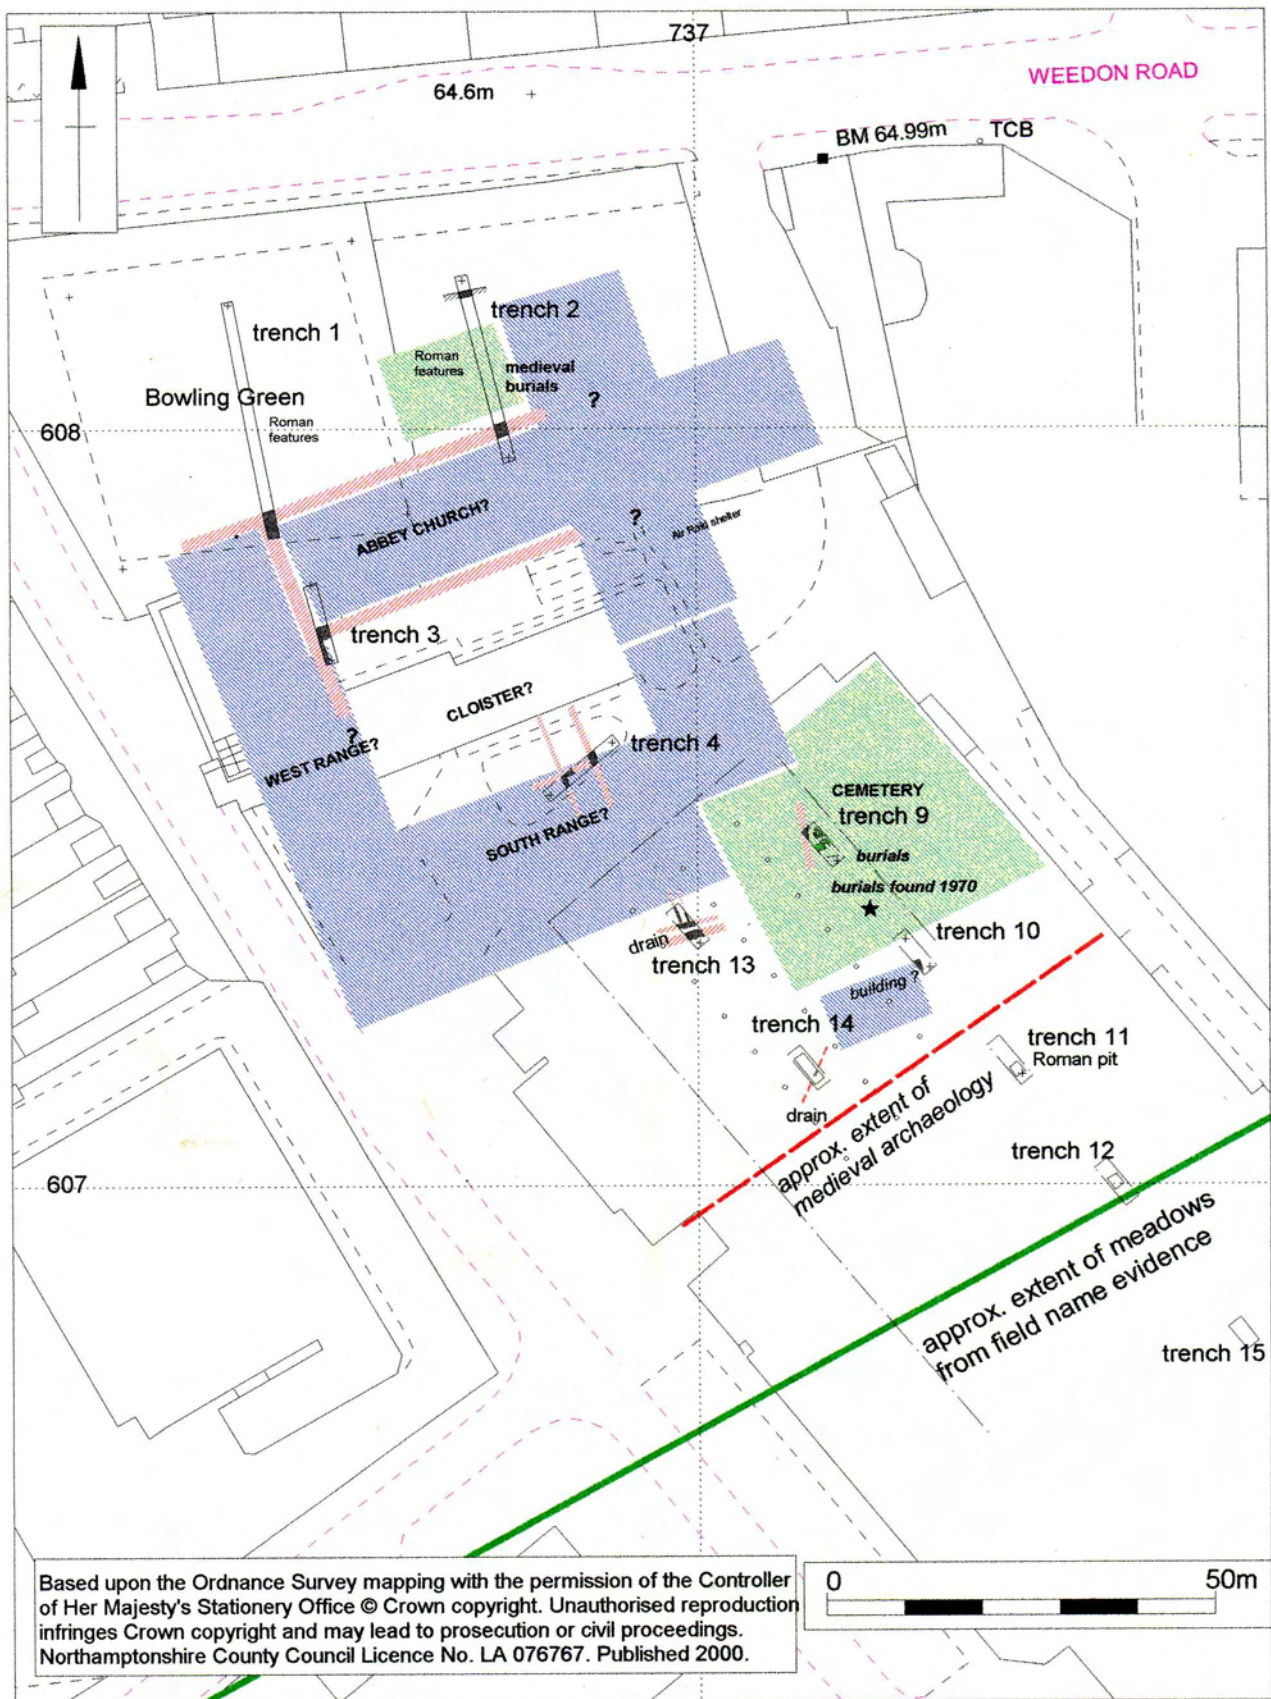 737
WEEDON ROAD
64.6m
BM 64.99m
TCB
trench 1
trench 2
Roman
features
medieval
burials
?
Bowling Green
Roman
features
608
ABBEY CHURCH?
?
Air Raid shelter
trench 3
CLOISTER?
?
WEST RANGE?
trench 4
SOUTH RANGE?
CEMETERY
trench 9
burials
burials found 1970
trench 10
drain
trench 13
building ?
trench 14
trench 11
Roman pit
drain
approx. extent of
medieval archaeology
trench 12
607
approx. extent of meadows
from field name evidence
trench 15
Based upon the Ordnance Survey mapping with the permission of the Controller
of Her Majesty's Stationery Office © Crown copyright. Unauthorised reproduction
infringes Crown copyright and may lead to prosecution or civil proceedings.
Northamptonshire County Council Licence No. LA 076767. Published 2000.
0
50m